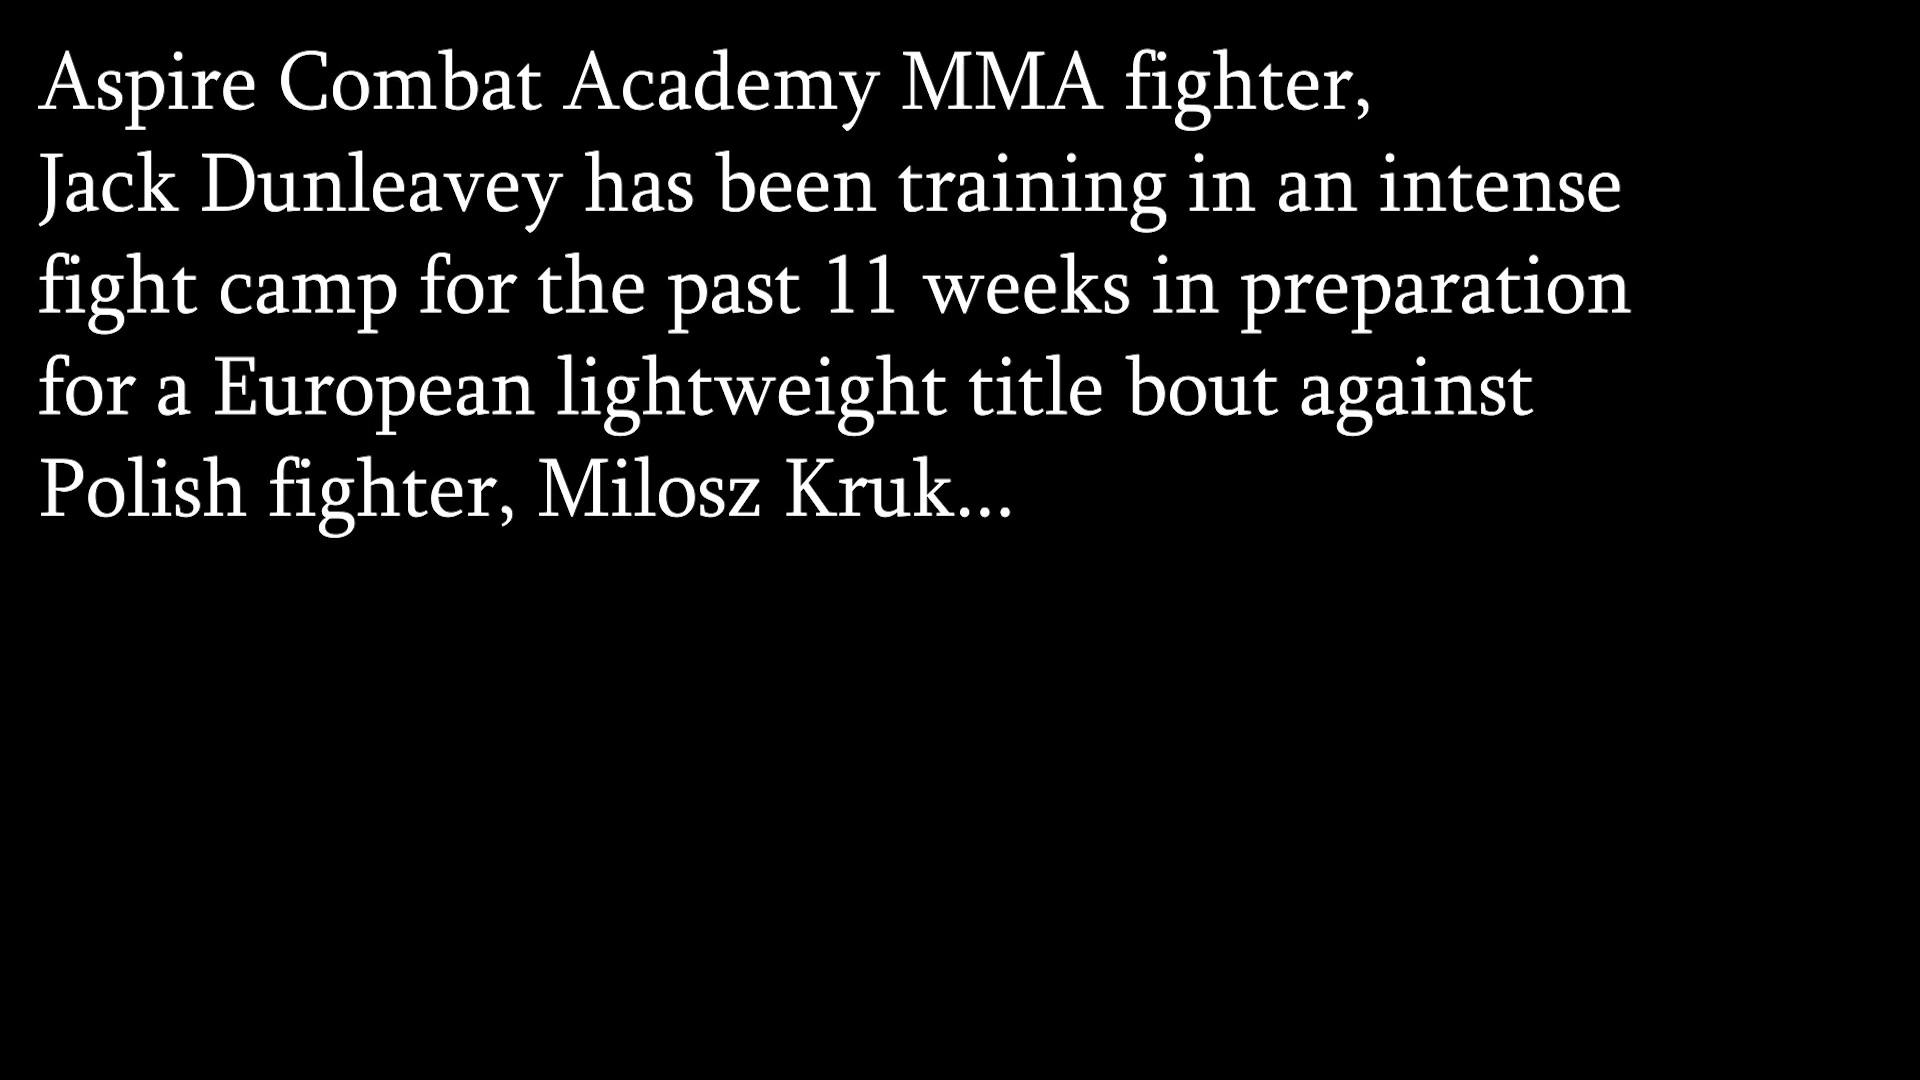 Aspire Combat Academy MMA fighter,
Jack Dunleavey has been training in an intense
fight camp for the past 11 weeks in preparation
for a European lightweight title bout against
Polish fighter, Milosz Kruk...